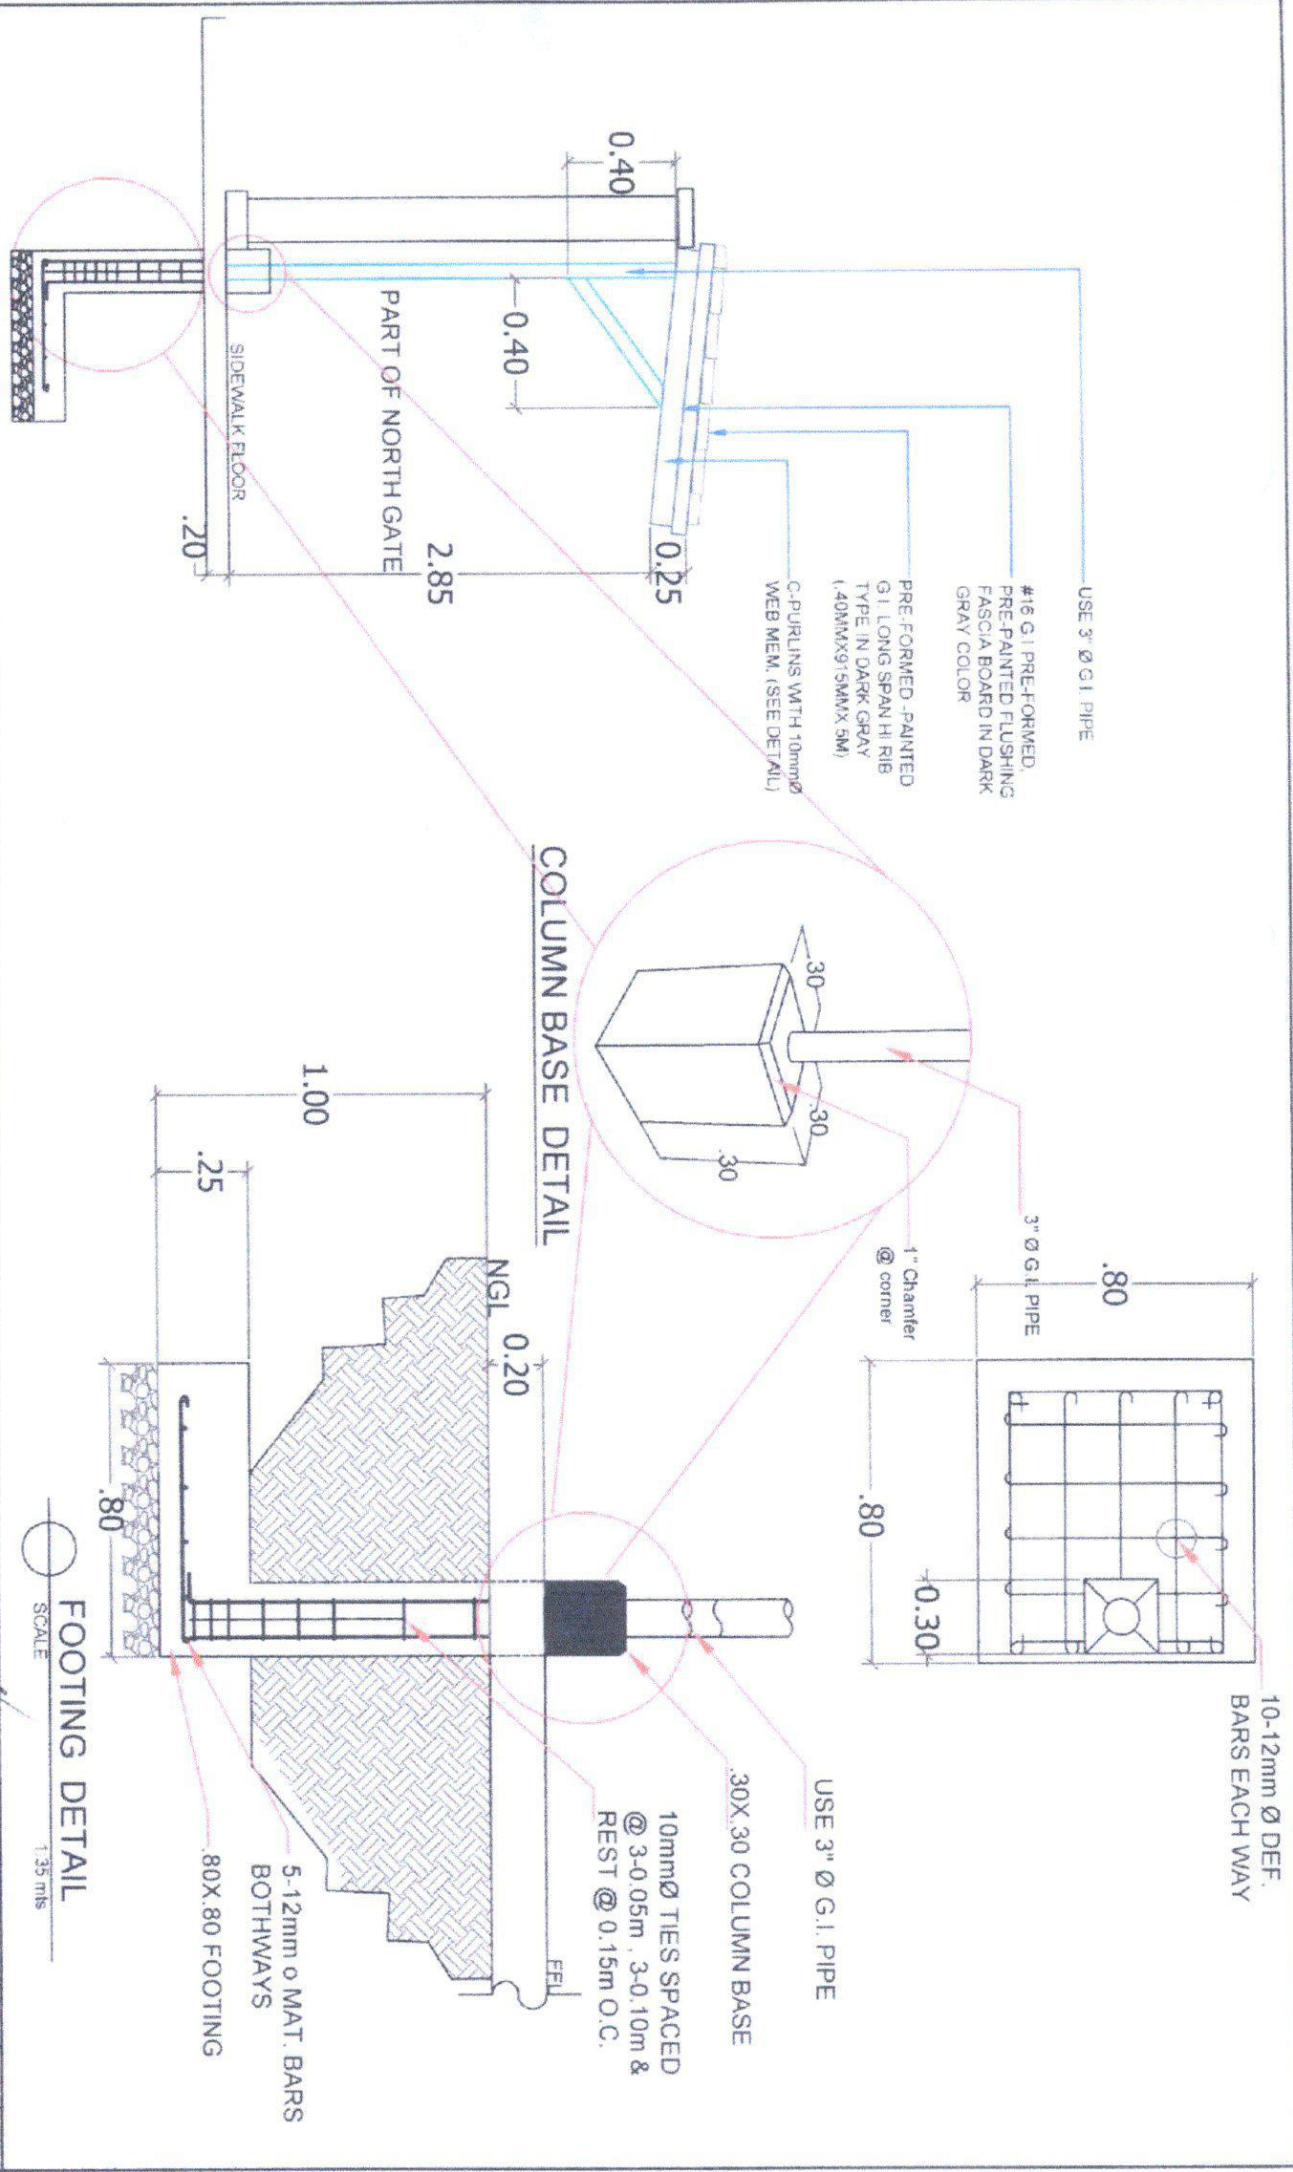 USE 3" Ø G.I. PIPE
#16 G.I PRE-FORMED,
PRE-PAINTED FLUSHING
FASCIA BOARD IN DARK
GRAY COLOR
PRE-FORMED -PAINTED
G.I. LONG SPAN HI RIB
TYPE IN DARK GRAY
(.40MMX915MMX 5M)
C-PURLINS WITH 10mmØ
WEB MEM. (SEE DETAIL)
0.40
0.40
0.25
2.85
PART OF NORTH GATE
SIDEWALK FLOOR
.20
.30
.30
.30
3" Ø G.I. PIPE
1" Chamfer
@ corner
COLUMN BASE DETAIL
.80
.80
0.30
10-12mm Ø DEF.
BARS EACH WAY
USE 3" Ø G.I. PIPE
.30X.30 COLUMN BASE
10mmØ TIES SPACED
@ 3-0.05m , 3-0.10m &
REST @ 0.15m O.C.
1.00
.25
NGL
0.20
FFL
5-12mm o MAT. BARS
BOTHWAYS
.80X.80 FOOTING
.80
FOOTING DETAIL
SCALE
1:35 mts